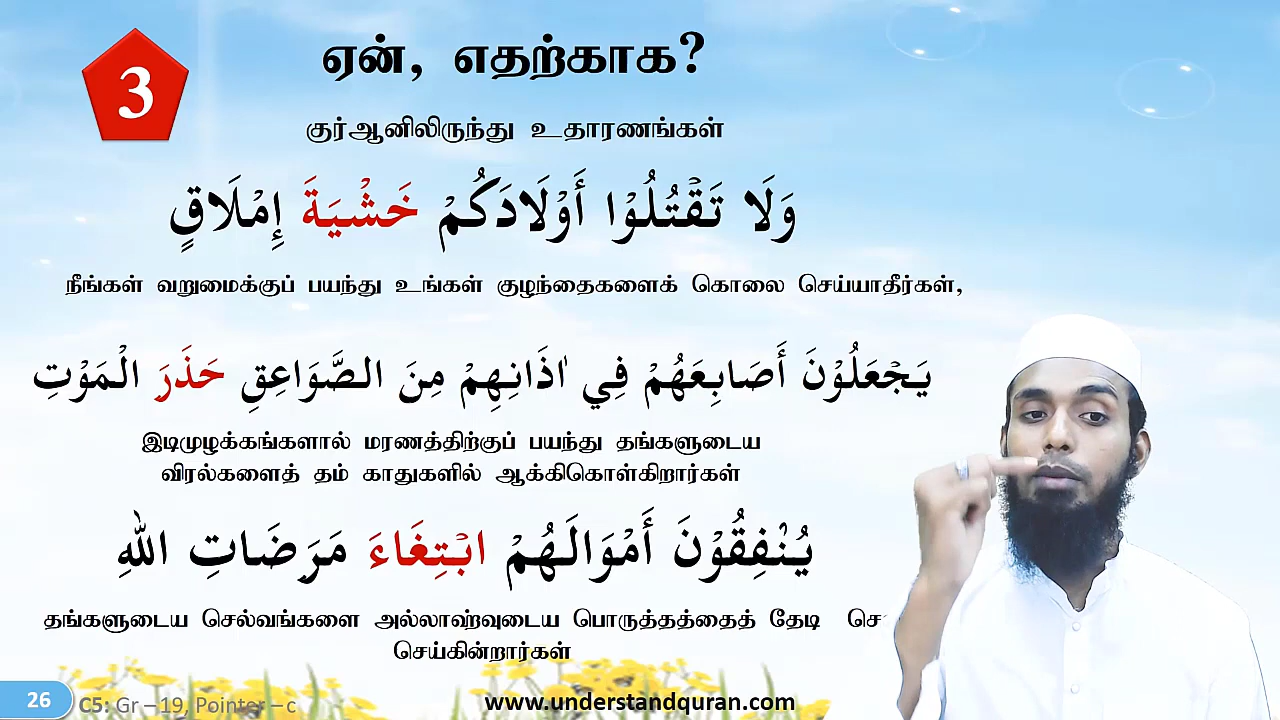 3
ஏன், எதற்காக?
குர்ஆனிலிருந்து உதாரணங்கள்
وَلَا تَقْتُلُوْا أَوْلَادَكُمْ خَشْيَةَ إِمْلَاقٍ
நீங்கள் வறுமைக்குப் பயந்து உங்கள் குழந்தைகளைக் கொலை செய்யாதீர்கள்,
يَجْعَلُوْنَ أَصَابِعَهُمْ فِي اٰذَانِهِمْ مِنَ الصَّوَاعِقِ حَذَرَ الْمَوْتِ
இடிமுழக்கங்களால் மரணத்திற்குப் பயந்து தங்களுடைய
விரல்களைத் தம் காதுகளில் ஆக்கிகொள்கிறார்கள்
يُنْفِقُوْنَ أَمْوَالَهُمْ ابْتِغَاءَ مَرَضَاتِ اللهِ
தங்களுடைய செல்வங்களை அல்லாஹ்வுடைய பொருத்தத்தைத் தேடி
செய்கின்றார்கள்
26
C5: Gr – 19, Pointer – c
www.understandquran.com